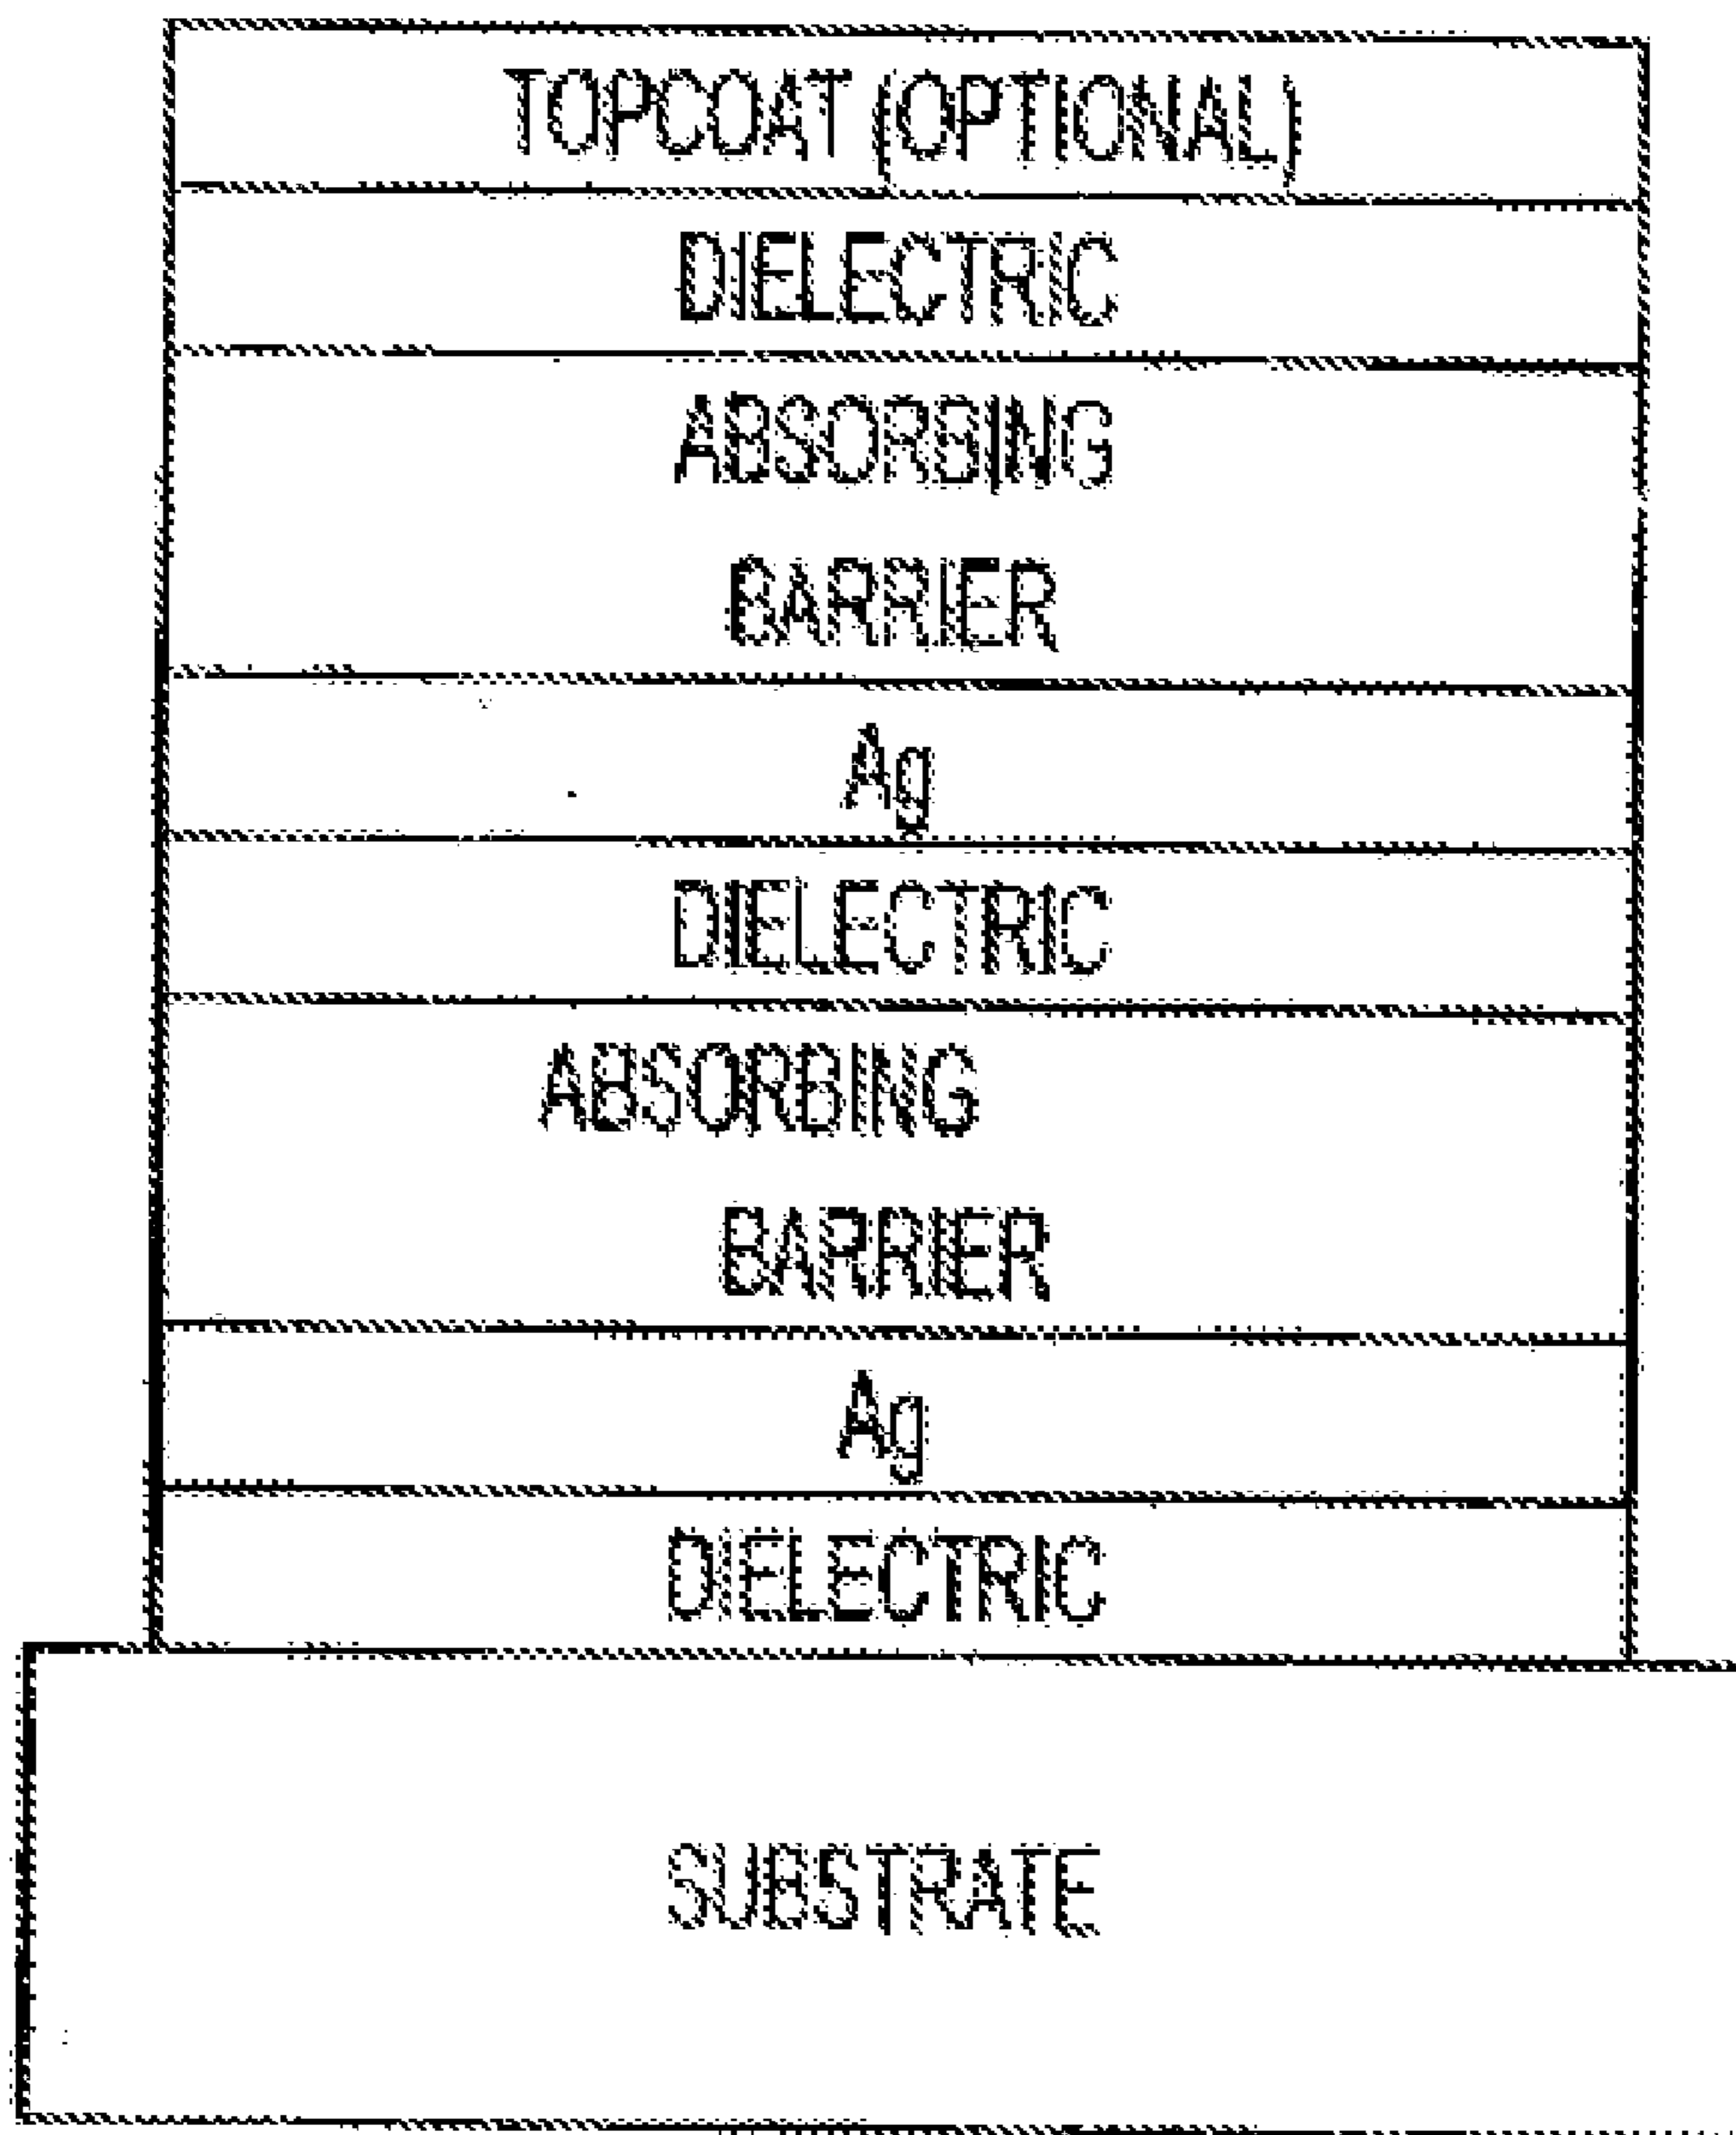 TOPCOAT (OPTIONAL)
DIELECTRIC
ABSORBING
BARRIER
Ag
DIELECTRIC
ABSORBING
BARRIER
Ag
DIELECTRIC
SUBSTRATE